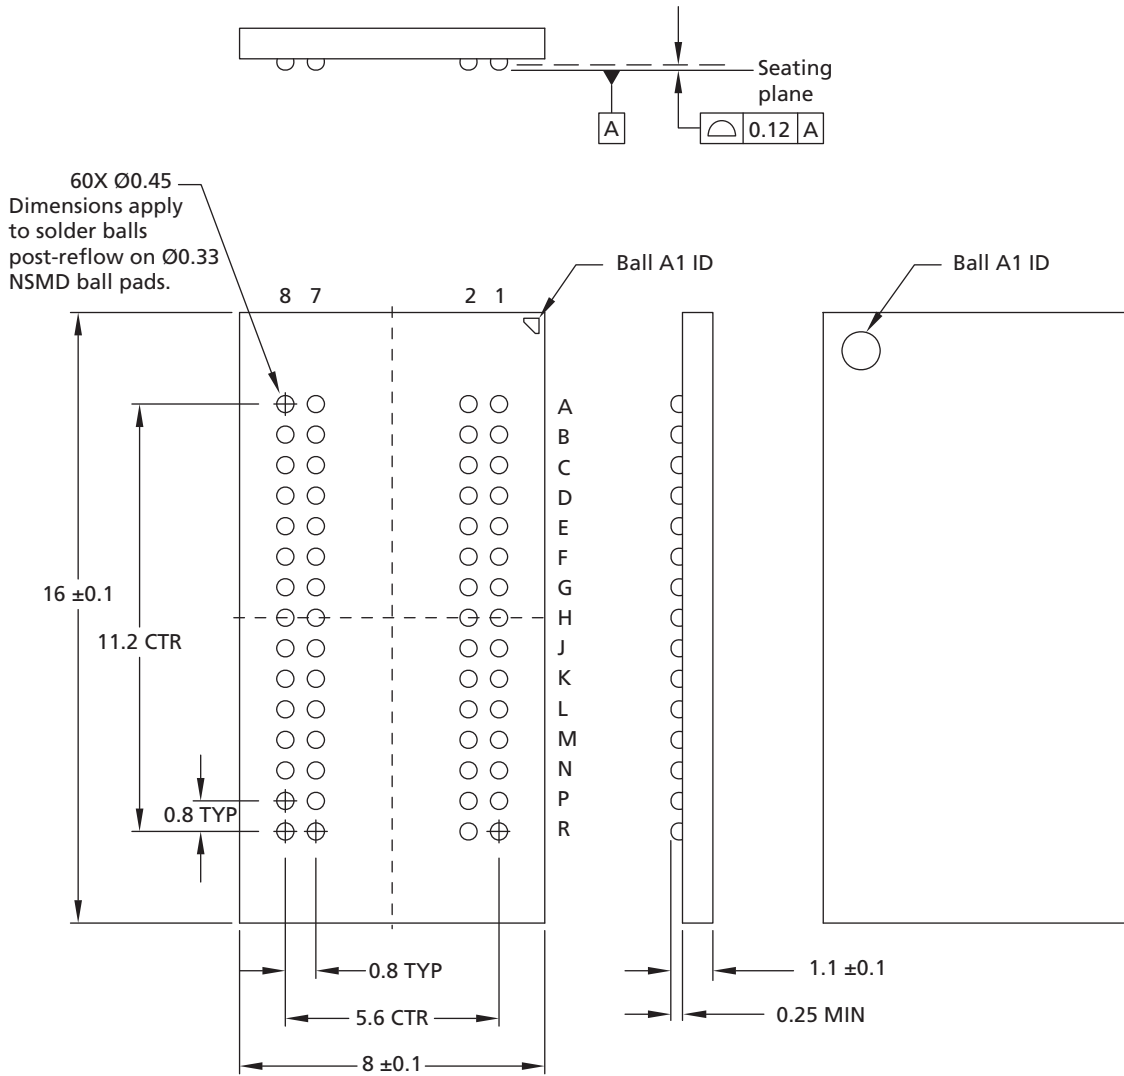 Seating
plane
A
0.12 A
60X Ø0.45
Dimensions apply
to solder balls
post-reflow on Ø0.33
NSMD ball pads.
Ball A1 ID
Ball A1 ID
8 7 2 1
A
B
C
D
E
F
G
16 ±0.1
H
11.2 CTR
J
K
L
M
N
P
0.8 TYP
R
0.8 TYP
1.1 ±0.1
5.6 CTR
0.25 MIN
8 ±0.1